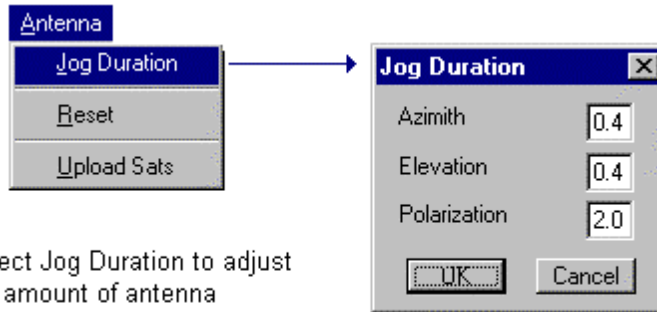 Antenna
Jog Duration
Reset
Upload Sats
Jog Duration
Azimith 0.4
Elevation 0.4
Polarization 2.0
OK Cancel
ect Jog Duration to adjust
amount of antenna